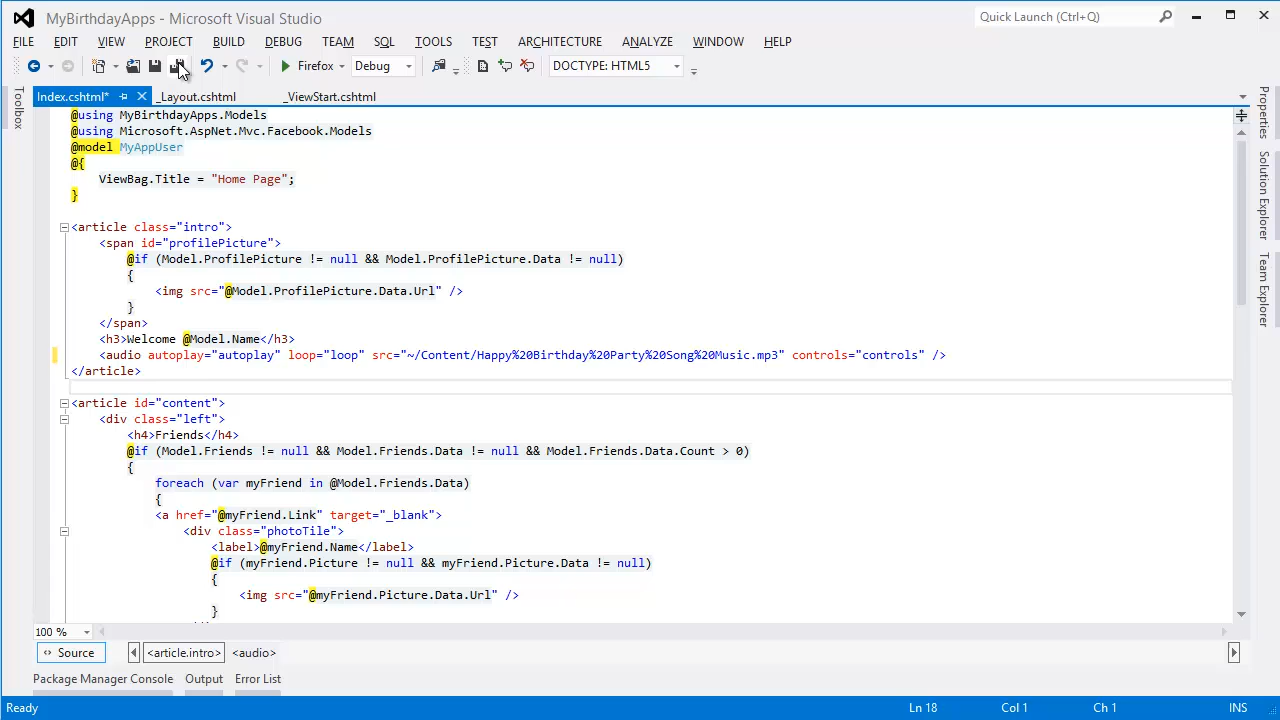 MyBirthdayApps - Microsoft Visual Studio
Quick Launch (Ctrl+Q)
FILE EDIT VIEW PROJECT BUILD DEBUG TEAM SQL TOOLS TEST ARCHITECTURE ANALYZE WINDOW HELP
Firefox Debug DOCTYPE: HTML5
Index.cshtml* _Layout.cshtml _ViewStart.cshtml
Toolbox
Properties
Solution Explorer
Team Explorer
@using MyBirthdayApps.Models
@using Microsoft.AspNet.Mvc.Facebook.Models
@model MyAppUser
@{
ViewBag.Title = "Home Page";
}
<article class="intro">
<span id="profilePicture">
@if (Model.ProfilePicture != null && Model.ProfilePicture.Data != null)
{
<img src="@Model.ProfilePicture.Data.Url" />
}
</span>
<h3>Welcome @Model.Name</h3>
<audio autoplay="autoplay" loop="loop" src="~/Content/Happy%20Birthday%20Party%20Song%20Music.mp3" controls="controls" />
</article>
<article id="content">
<div class="left">
<h4>Friends</h4>
@if (Model.Friends != null && Model.Friends.Data != null && Model.Friends.Data.Count > 0)
{
foreach (var myFriend in @Model.Friends.Data)
{
<a href="@myFriend.Link" target="_blank">
<div class="photoTile">
<label>@myFriend.Name</label>
@if (myFriend.Picture != null && myFriend.Picture.Data != null)
{
<img src="@myFriend.Picture.Data.Url" />
}
100 %
Source <article.intro> <audio>
Package Manager Console Output Error List
Ready Ln 18 Col 1 Ch 1 INS